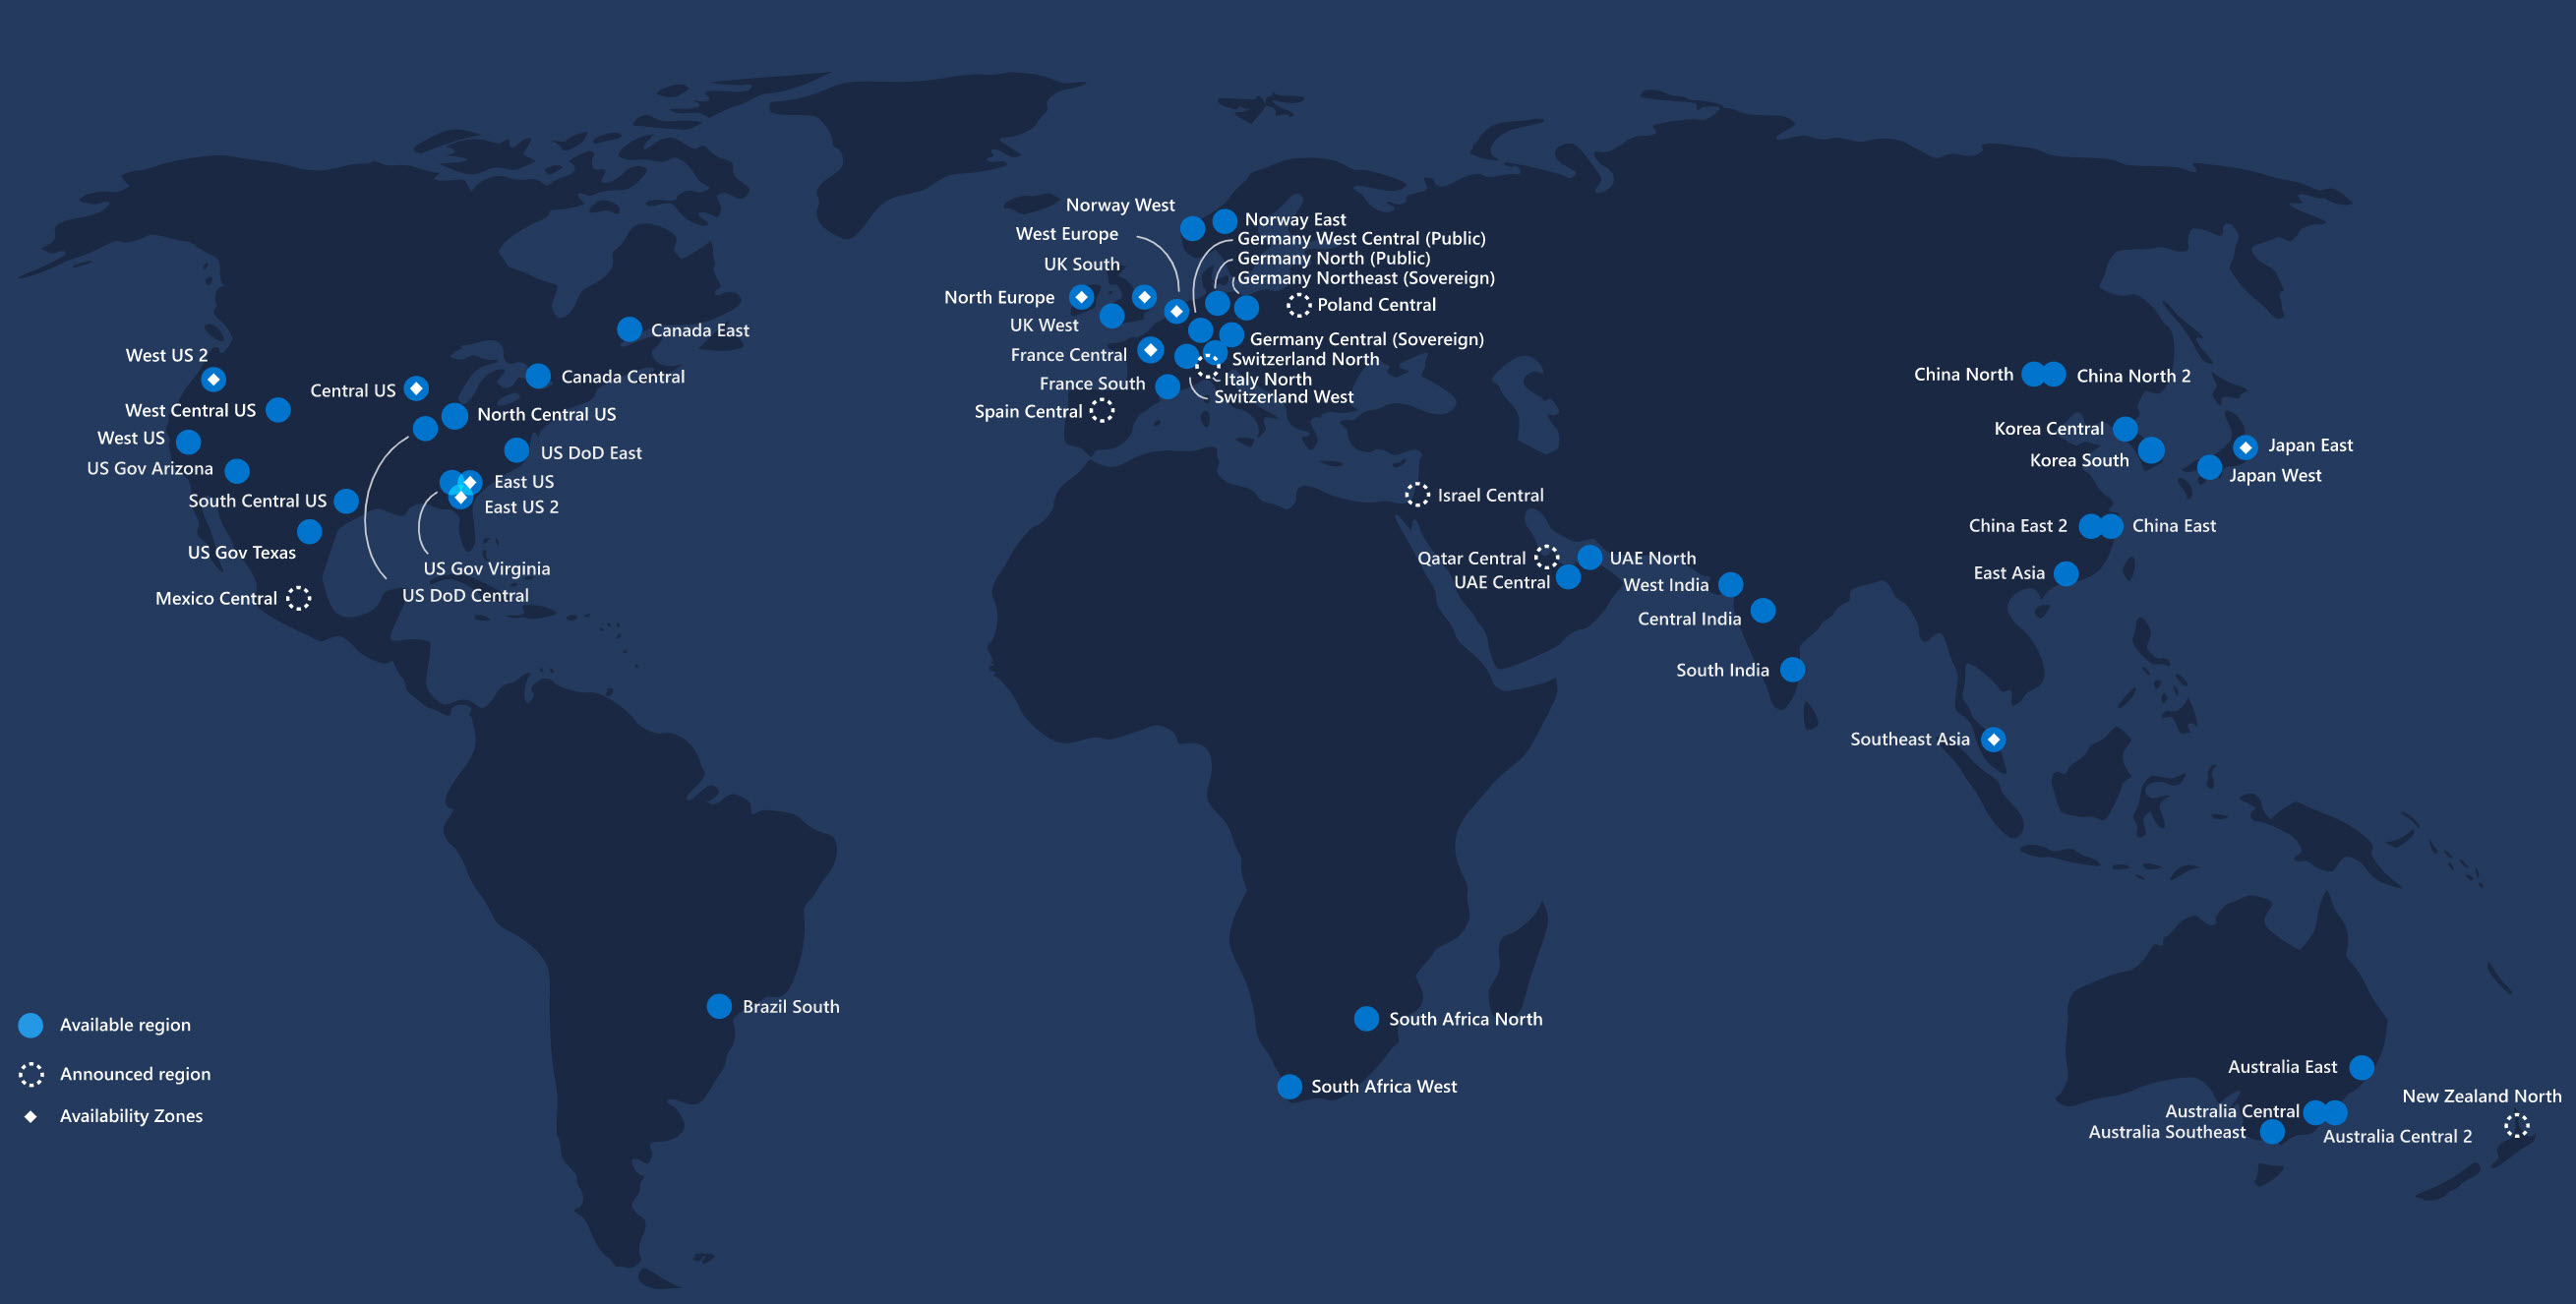 Norway West
Norway East
West Europe
Germany West Central (Public)
Germany North (Public)
UK South
Germany Northeast (Sovereign)
North Europe
Poland Central
UK West
Germany Central (Sovereign)
France Central
Switzerland North
Italy North
France South
Switzerland West
Spain Central
Canada East
West US 2
Canada Central
Central US
West Central US
North Central US
West US
US DoD East
US Gov Arizona
East US
South Central US
East US 2
US Gov Texas
US Gov Virginia
US DoD Central
Mexico Central
China North
China North 2
Korea Central
Japan East
Korea South
Japan West
Israel Central
China East 2
China East
Qatar Central
UAE North
UAE Central
West India
East Asia
Central India
South India
Southeast Asia
Brazil South
South Africa North
South Africa West
Australia East
New Zealand North
Australia Central
Australia Southeast
Australia Central 2
Available region
Announced region
Availability Zones